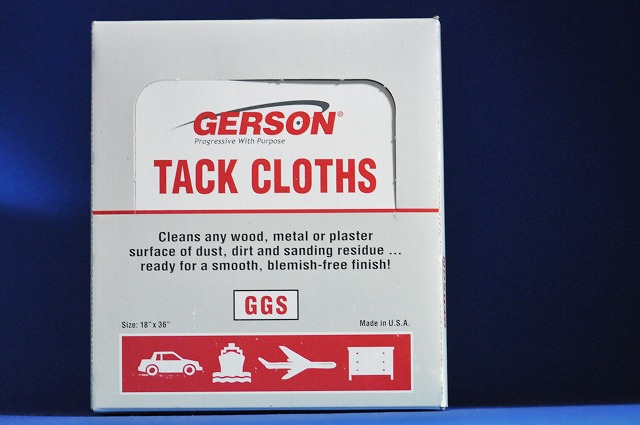 GERSON®
Progressive With Purpose
TACK CLOTHS
Cleans any wood, metal or plaster
surface of dust, dirt and sanding residue ...
ready for a smooth, blemish-free finish!
GGS
Size: 18" x 36"
Made in U.S.A.